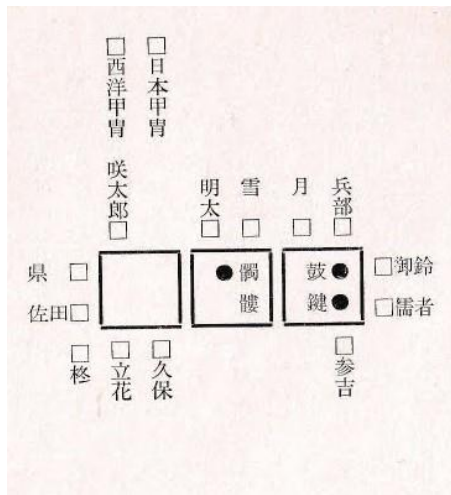 □日本甲冑
□西洋甲冑
咲太郎□
明太□
雪□
月□
兵部□
県□
佐田□
□柊
□立花
□久保
●髑髏
鼓●
鍵●
□御鈴
□儒者
□参吉